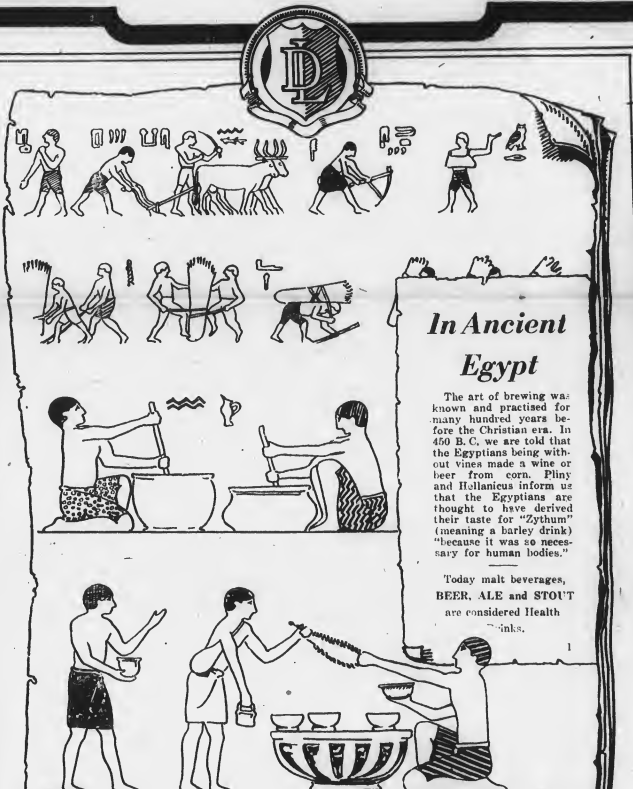 DL
In Ancient
Egypt
The art of brewing was
known and practised for
many hundred years be-
fore the Christian era. In
450 B. C. we are told that
the Egyptians being with-
out vines made a wine or
beer from corn. Pliny
and Hellanicus inform us
that the Egyptians are
thought to have derived
their taste for "Zythum"
(meaning a barley drink)
"because it was so neces-
sary for human bodies."
Today malt beverages,
BEER, ALE and STOUT
are considered Health
1